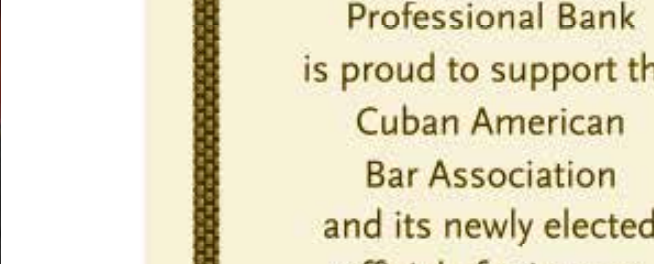 Professional Bank
is proud to support th
Cuban American
Bar Association
and its newly elected